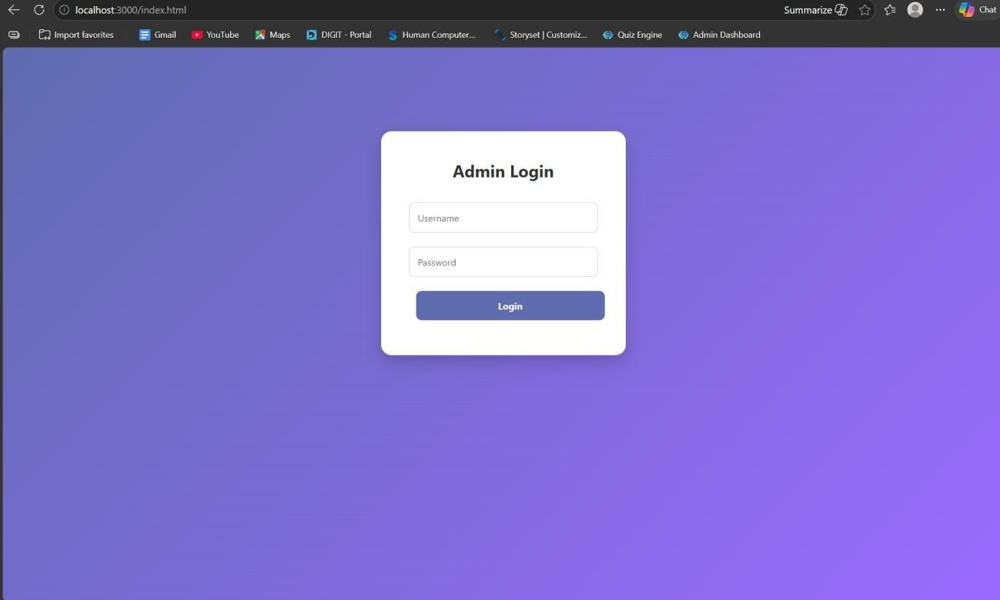 localhost:3000/index.html Summarize Chat
Import favorites Gmail YouTube Maps DIGIT - Portal Human Computer... Storyset | Customiz... Quiz Engine Admin Dashboard
Admin Login
Username
Password
Login